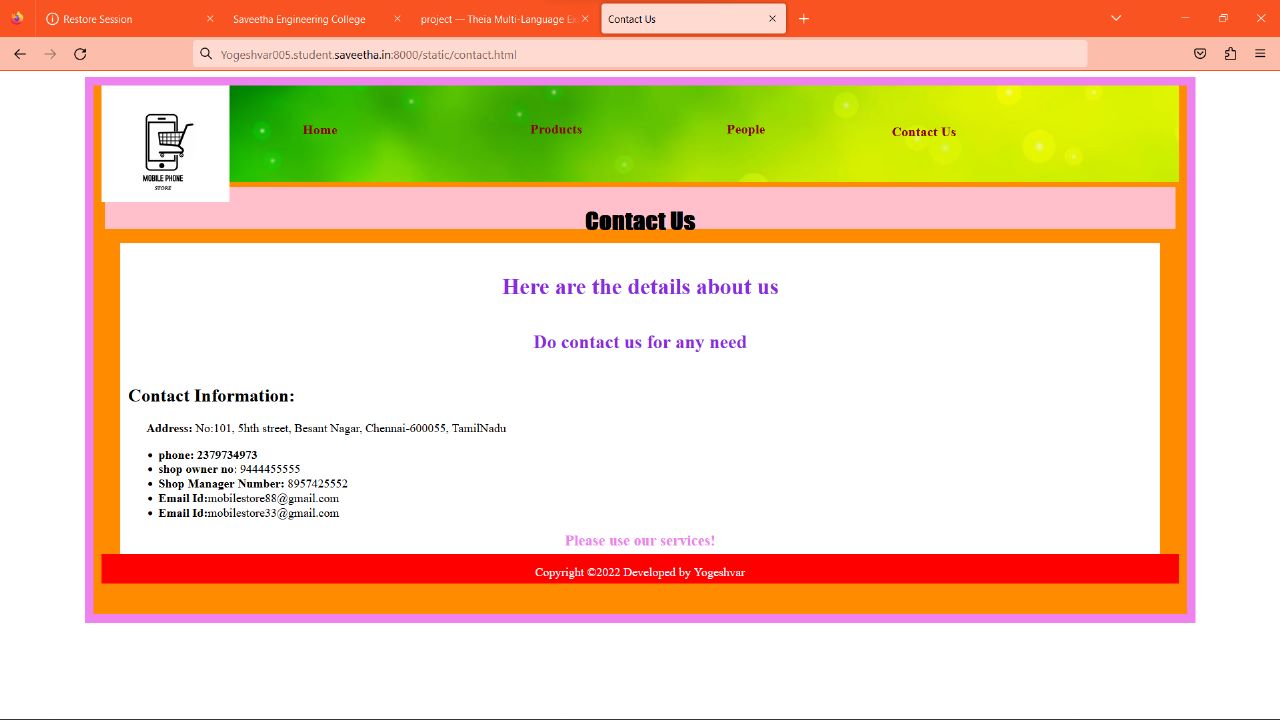 Restore Session
Saveetha Engineering College
project — Theia Multi-Language Ex
Contact Us
Yogeshvar005.student.saveetha.in:8000/static/contact.html
MOBILE PHONE
STORE
Home
Products
People
Contact Us
Contact Us
Here are the details about us
Do contact us for any need
Contact Information:
Address: No:101, 5hth street, Besant Nagar, Chennai-600055, TamilNadu
phone: 2379734973
shop owner no: 9444455555
Shop Manager Number: 8957425552
Email Id:mobilestore88@gmail.com
Email Id:mobilestore33@gmail.com
Please use our services!
Copyright ©2022 Developed by Yogeshvar